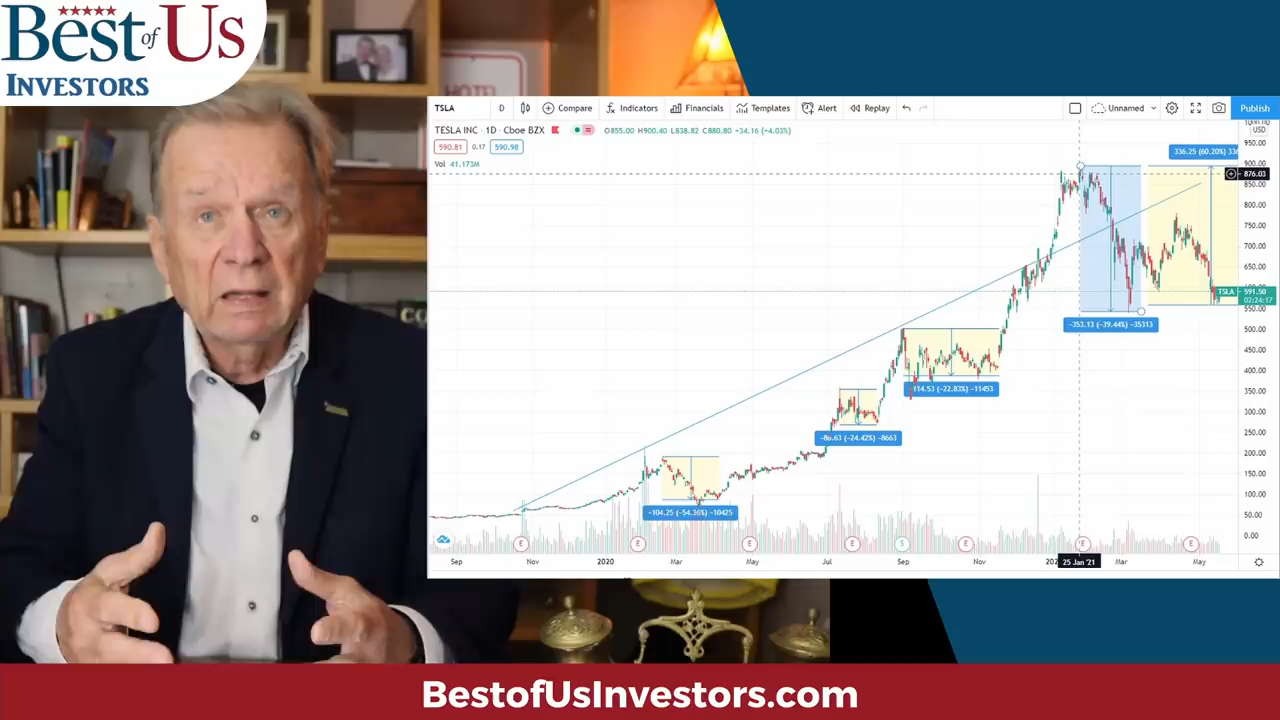 Best of Us
INVESTORS
TSLA D Compare Indicators Financials Templates Alert Replay Unnamed Publish
TESLA INC · 1D · Cboe BZX O855.00 H900.40 L838.82 C880.80 +34.16 (+4.03%)
USD
590.81 0.17 590.98
Vol 41.173M
336.25 (60.20%)
950.00
900.00
876.03
850.00
800.00
750.00
700.00
650.00
TSLA 591.50
02:24:17
-353.13 (-39.44%) -35313
500.00
450.00
400.00
-114.53 (-22.83%) -11453
350.00
300.00
-86.63 (-24.42%) -8663
250.00
200.00
150.00
-104.25 (-54.36%) -10425
100.00
50.00
0.00
E E E E S E E E
Sep Nov 2020 Mar May Jul Sep Nov 25 Jan '21 Mar May
BestofUsInvestors.com